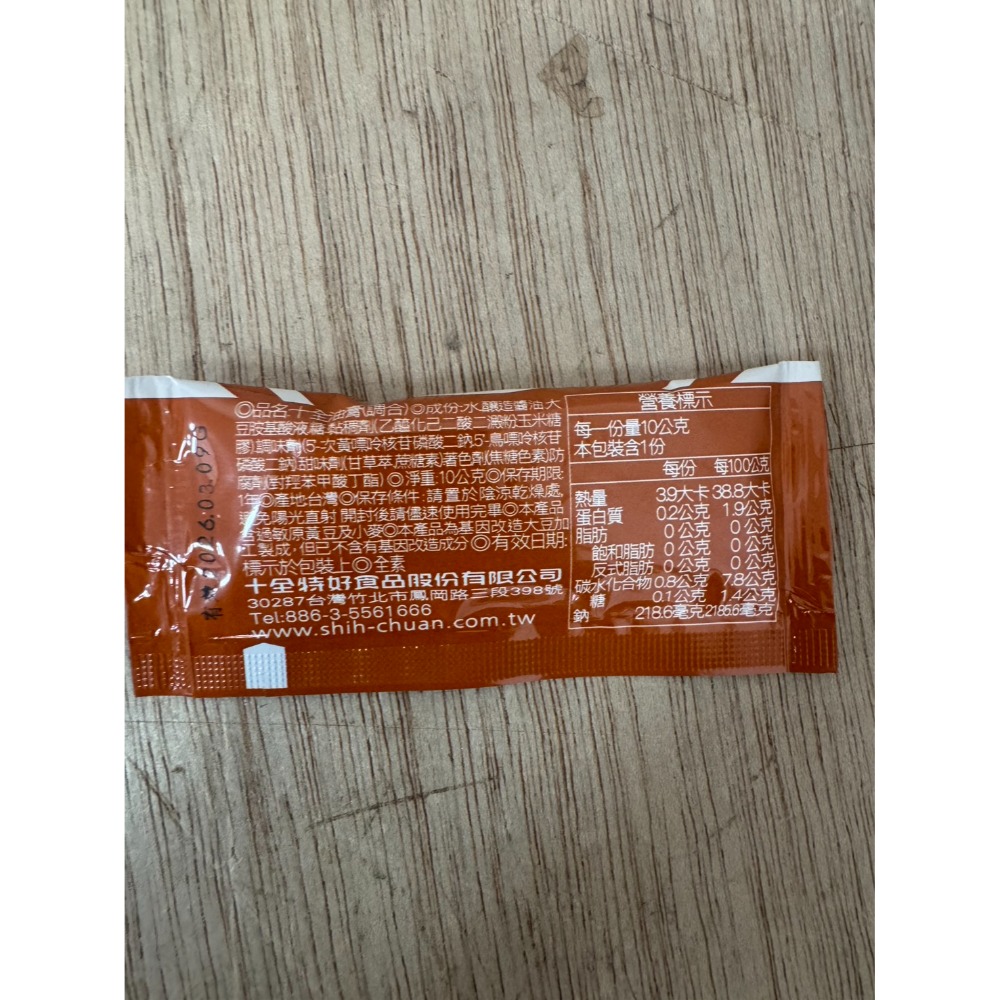 ◎品名:十全油膏(調合)◎成份:水、釀造醬油、大
豆胺基酸液、糖、黏稠劑(乙醯化己二酸二澱粉、玉米糖
膠)、調味劑(5-次黃嘌呤核苷磷酸二鈉、5-鳥嘌呤核苷
磷酸二鈉)、甜味劑(甘草萃、蔗糖素)、著色劑(焦糖色素)、防
腐劑(對羥苯甲酸丁酯)◎淨重:10公克◎保存期限:
1年◎產地:台灣◎保存條件:請置於陰涼乾燥處,
避免陽光直射,開封後請儘速使用完畢◎本產品
含過敏原黃豆及小麥◎本產品為基因改造大豆加
工製成,但已不含有基因改造成分◎有效日期:
標示於包裝上◎全素
十全特好食品股份有限公司
30287台灣竹北市鳳岡路三段398號
Tel:886-3-5561666
www.shih-chuan.com.tw
營養標示
每一份量10公克
本包裝含1份
每份 每100公克
熱量 3.9大卡 38.8大卡
蛋白質 0.2公克 1.9公克
脂肪 0公克 0公克
飽和脂肪 0公克 0公克
反式脂肪 0公克 0公克
碳水化合物 0.8公克 7.8公克
糖 0.1公克 1.4公克
鈉 218.6毫克 2185.6毫克
2026.03.09G